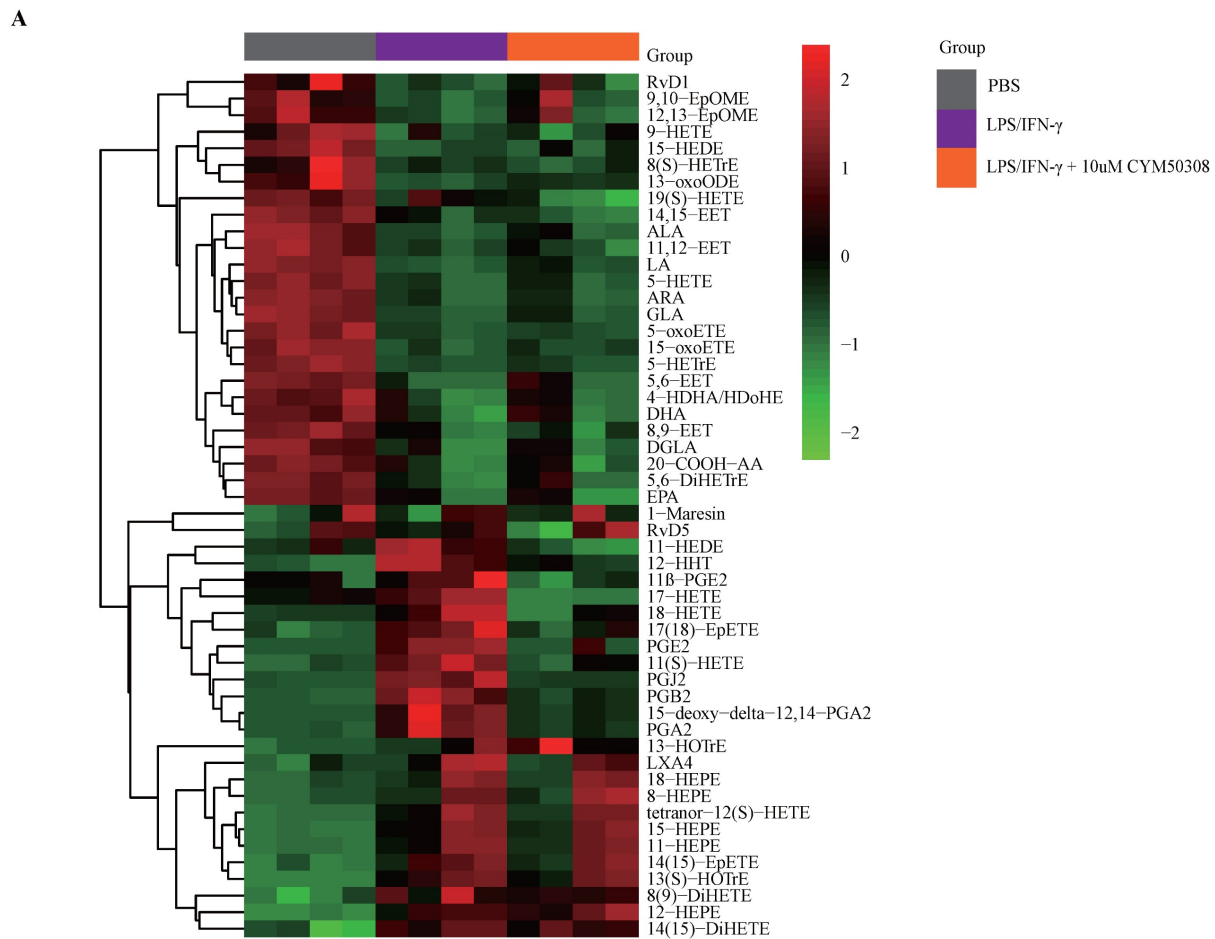 A
Group
RvD1
9,10−EpOME
12,13−EpOME
9−HETE
15−HEDE
8(S)−HETrE
13−oxoODE
19(S)−HETE
14,15−EET
ALA
11,12−EET
LA
5−HETE
ARA
GLA
5−oxoETE
15−oxoETE
5−HETrE
5,6−EET
4−HDHA/HDoHE
DHA
8,9−EET
DGLA
20−COOH−AA
5,6−DiHETrE
EPA
1−Maresin
RvD5
11−HEDE
12−HHT
11ß−PGE2
17−HETE
18−HETE
17(18)−EpETE
PGE2
11(S)−HETE
PGJ2
PGB2
15−deoxy−delta−12,14−PGA2
PGA2
13−HOTrE
LXA4
18−HEPE
8−HEPE
tetranor−12(S)−HETE
15−HEPE
11−HEPE
14(15)−EpETE
13(S)−HOTrE
8(9)−DiHETE
12−HEPE
14(15)−DiHETE
2
1
0
−1
−2
Group
PBS
LPS/IFN-γ
LPS/IFN-γ + 10uM CYM50308